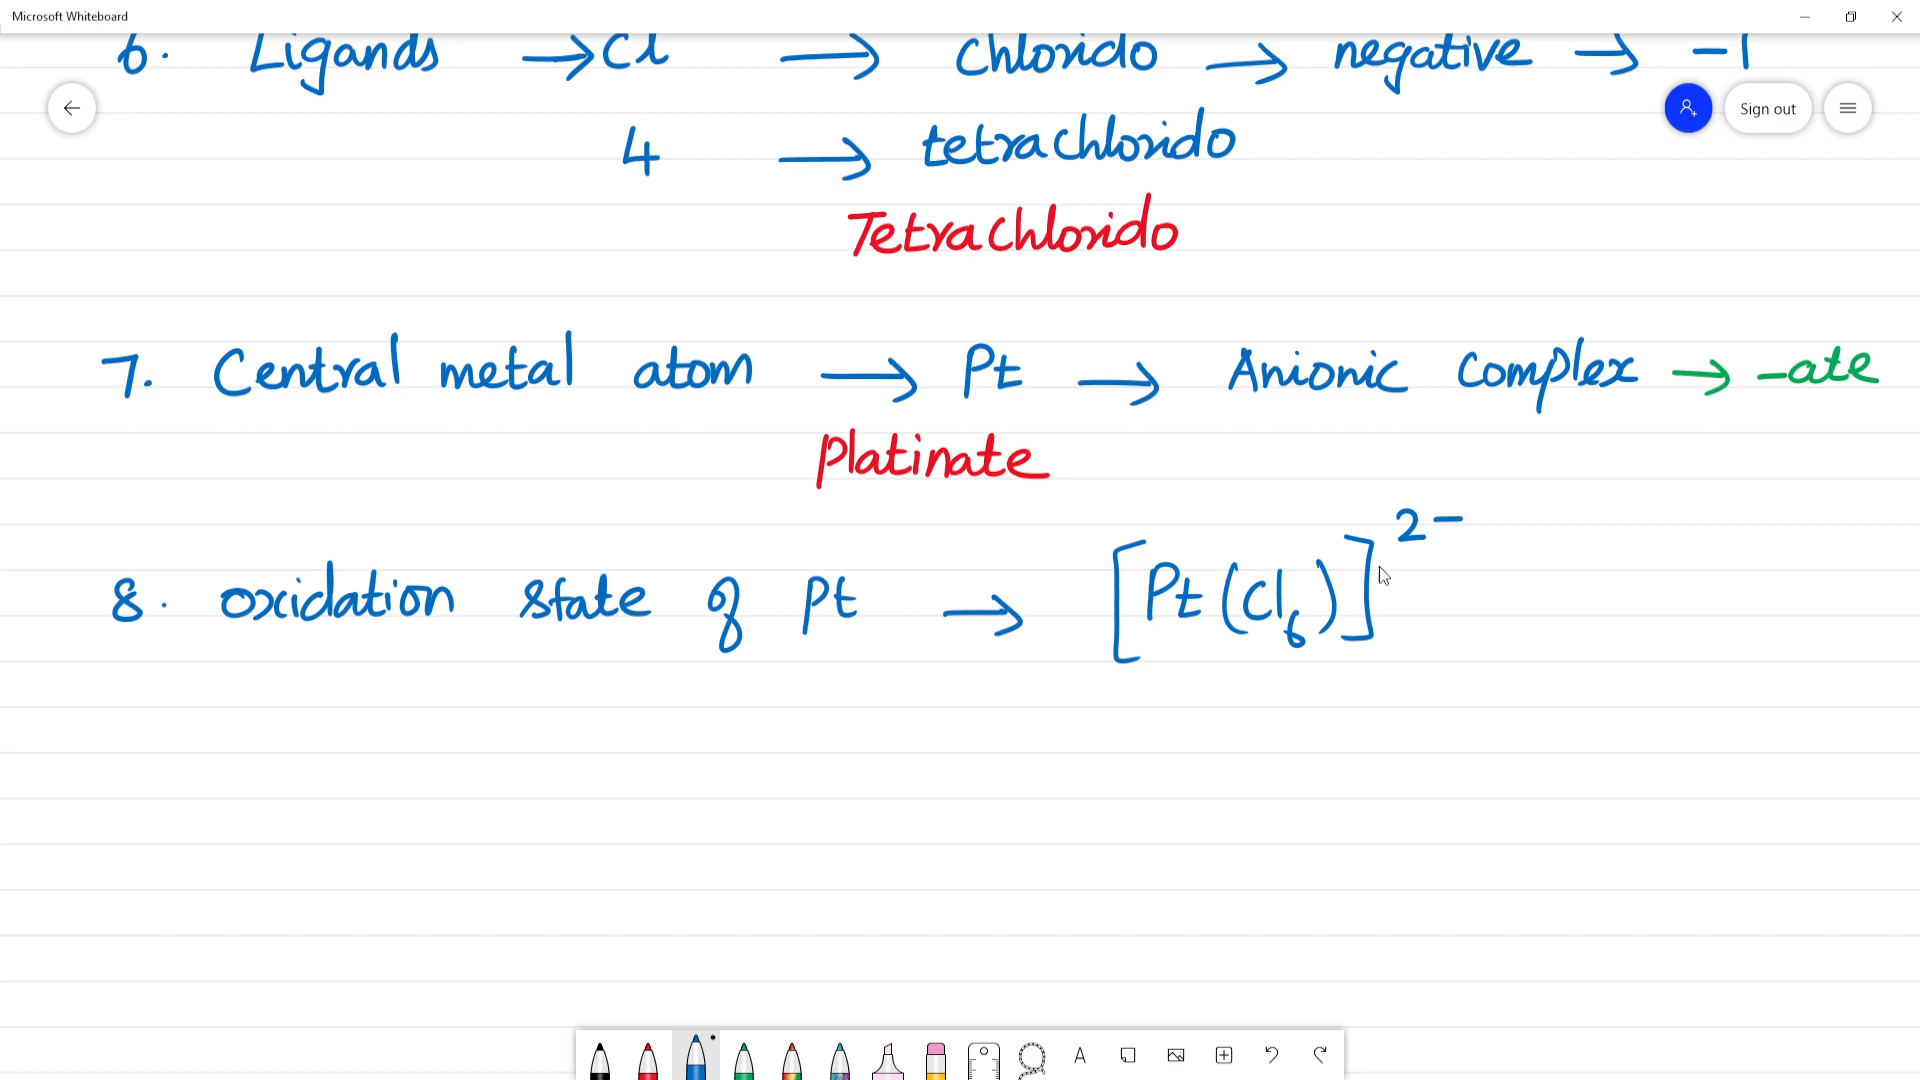 Microsoft Whiteboard
6. Ligands → Cl → Chlorido → negative → -1
Sign out
4 → tetrachlorido
Tetrachlorido
7. Central metal atom → Pt → Anionic Complex → -ate
Platinate
8. oxidation state of Pt → [Pt(Cl₆)]²⁻
A